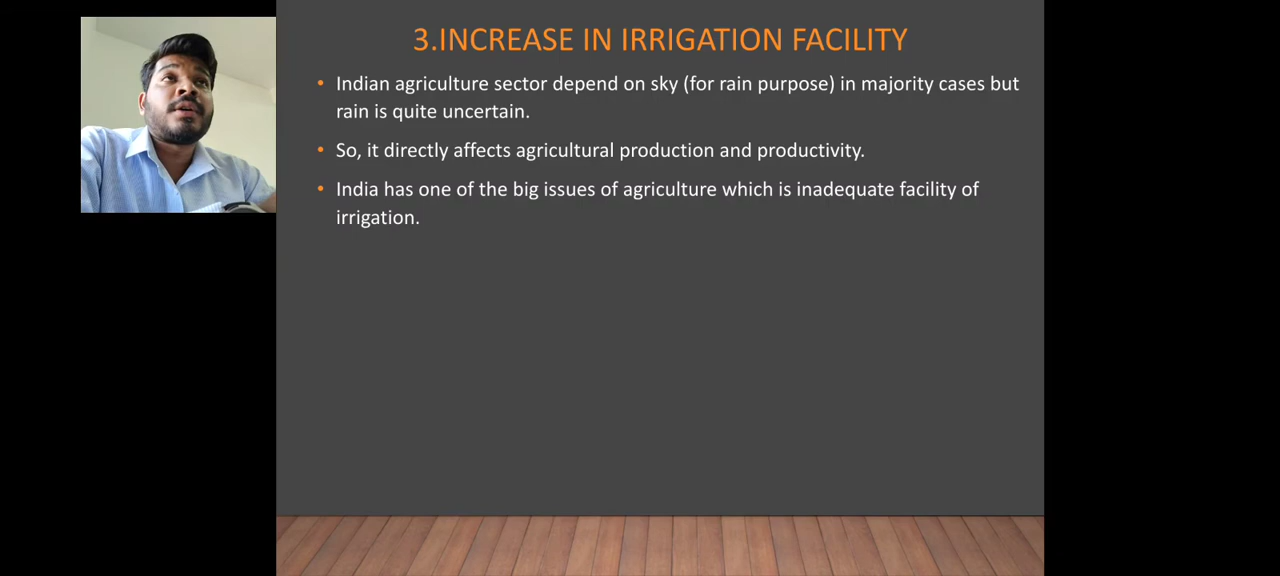 3.INCREASE IN IRRIGATION FACILITY
• Indian agriculture sector depend on sky (for rain purpose) in majority cases but
rain is quite uncertain.
• So, it directly affects agricultural production and productivity.
• India has one of the big issues of agriculture which is inadequate facility of
irrigation.